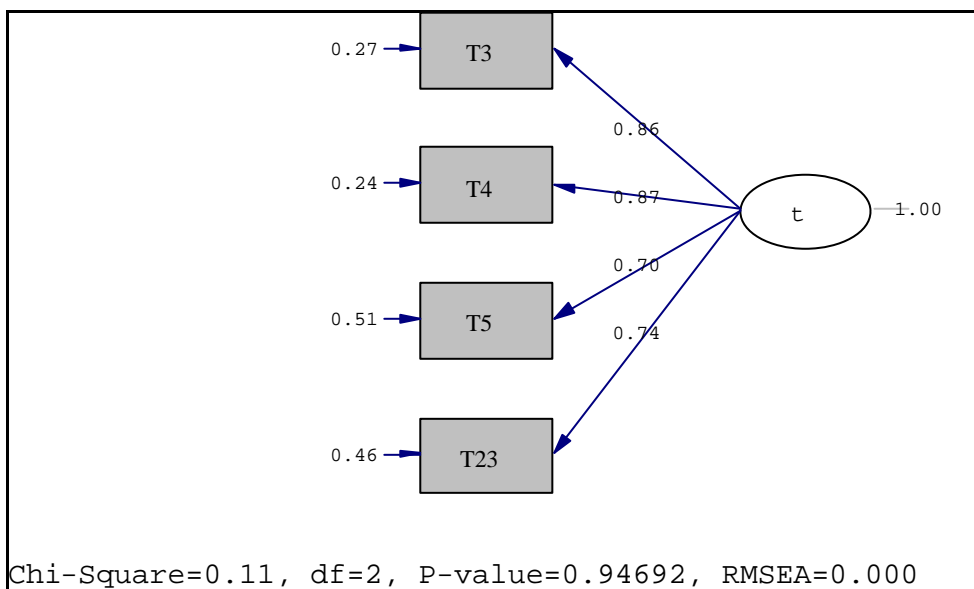 0.27 T3
0.86
0.24 T4 0.87
t 1.00
0.70
0.51 T5
0.74
0.46 T23
Chi-Square=0.11, df=2, P-value=0.94692, RMSEA=0.000